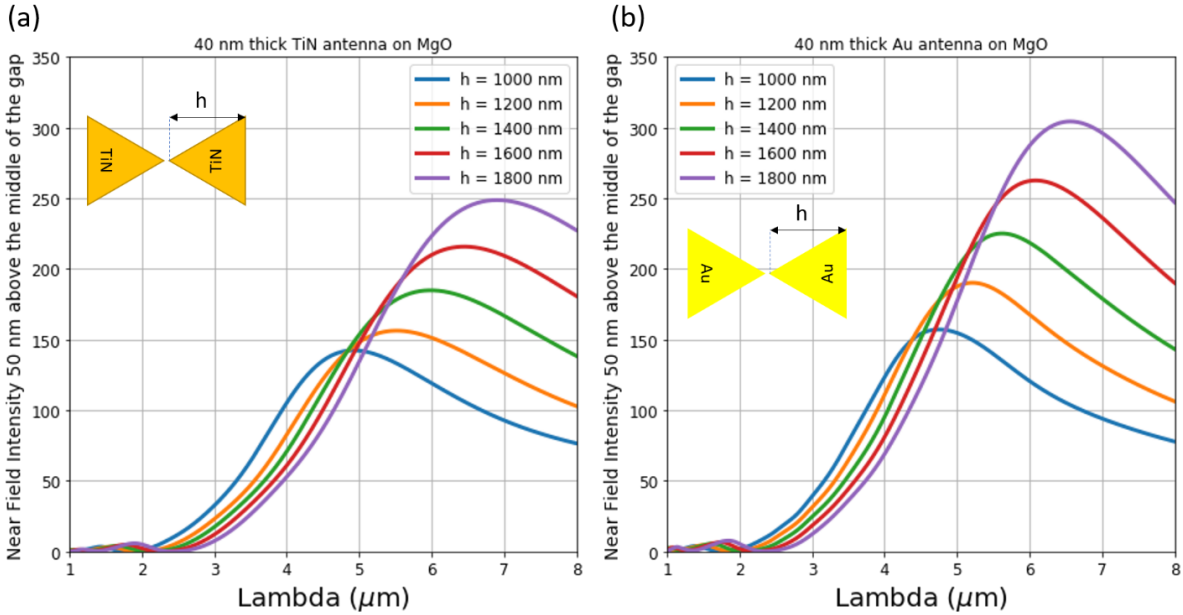 (a)
40 nm thick TiN antenna on MgO
Near Field Intensity 50 nm above the middle of the gap
350
300
250
200
150
100
50
0
h
TiN
TiN
h = 1000 nm
h = 1200 nm
h = 1400 nm
h = 1600 nm
h = 1800 nm
1 2 3 4 5 6 7 8
Lambda (μm)
(b)
40 nm thick Au antenna on MgO
Near Field Intensity 50 nm above the middle of the gap
350
300
250
200
150
100
50
0
h = 1000 nm
h = 1200 nm
h = 1400 nm
h = 1600 nm
h = 1800 nm
h
Au
Au
1 2 3 4 5 6 7 8
Lambda (μm)